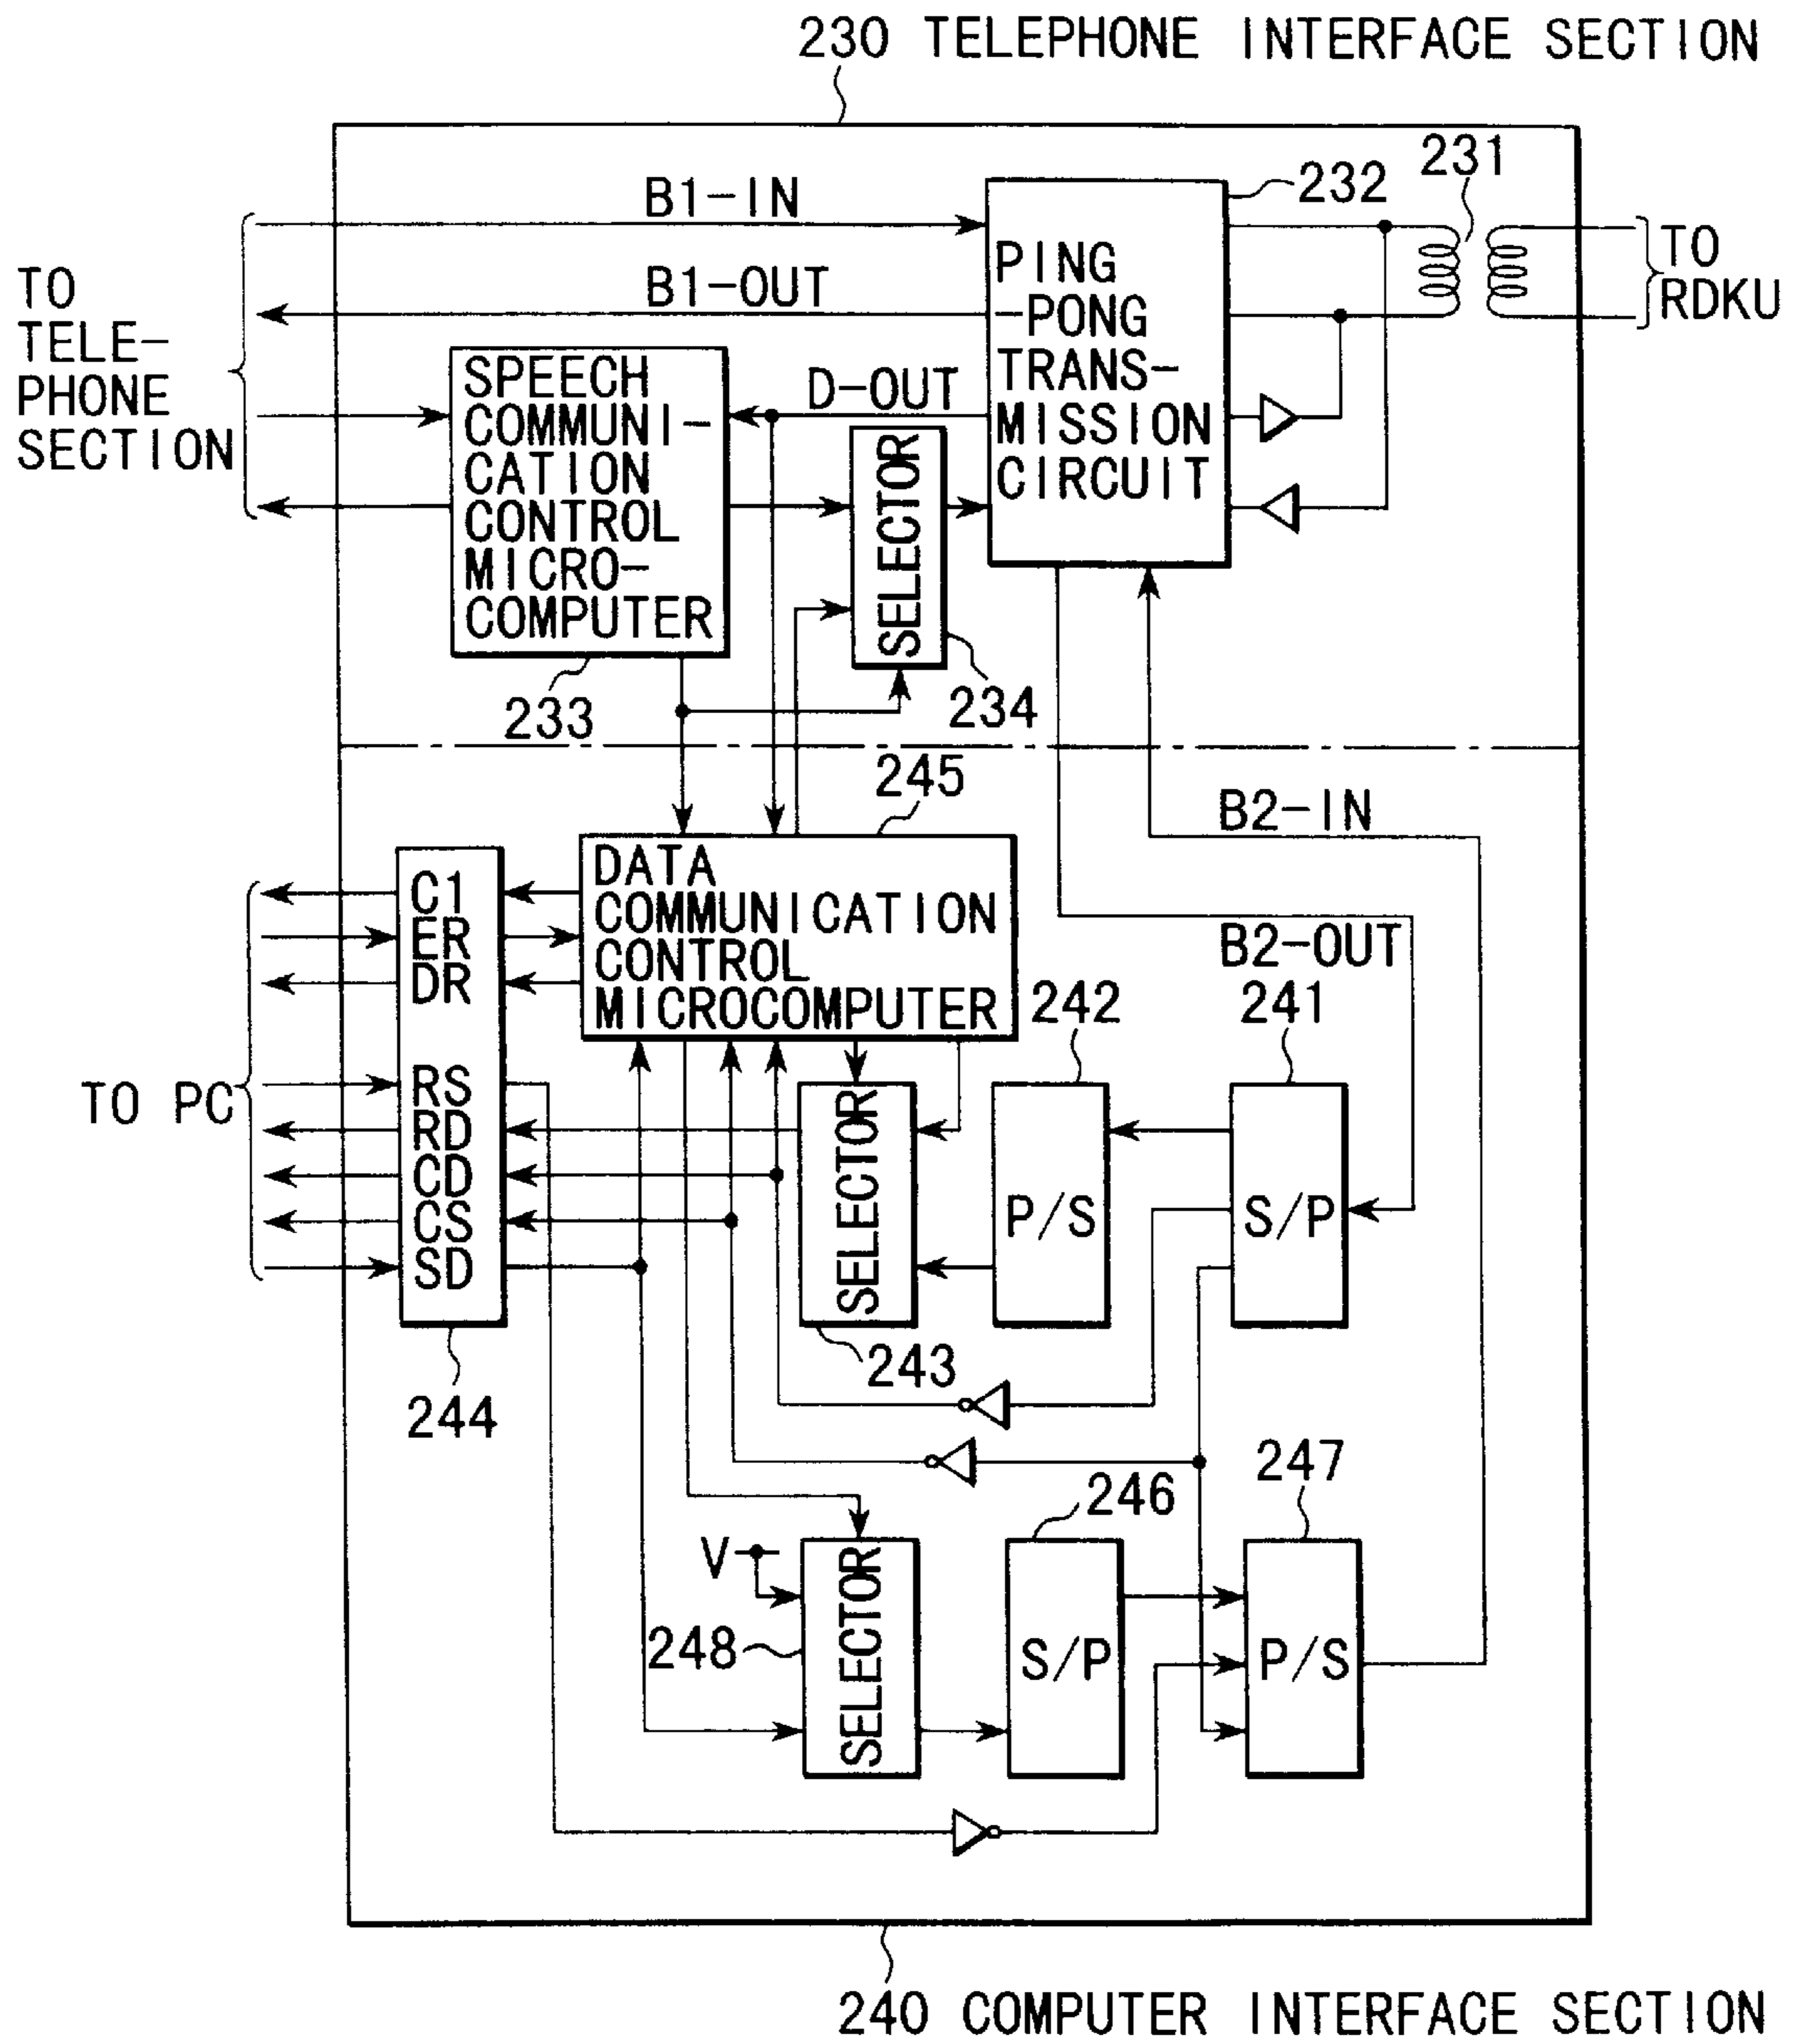 230 TELEPHONE INTERFACE SECTION
231
232
B1-IN
B1-OUT
TO
TELE-
PHONE
SECTION
PING
-PONG
TRANS-
MISSION
CIRCUIT
TO
RDKU
SPEECH
COMMUNI-
CATION
CONTROL
MICRO-
COMPUTER
D-OUT
SELECTOR
233
234
245
B2-IN
B2-OUT
C1
ER
DR
RS
RD
CD
CS
SD
DATA
COMMUNICATION
CONTROL
MICROCOMPUTER
242
241
TO PC
SELECTOR
P/S
S/P
243
244
247
246
V
248
SELECTOR
S/P
P/S
240 COMPUTER INTERFACE SECTION